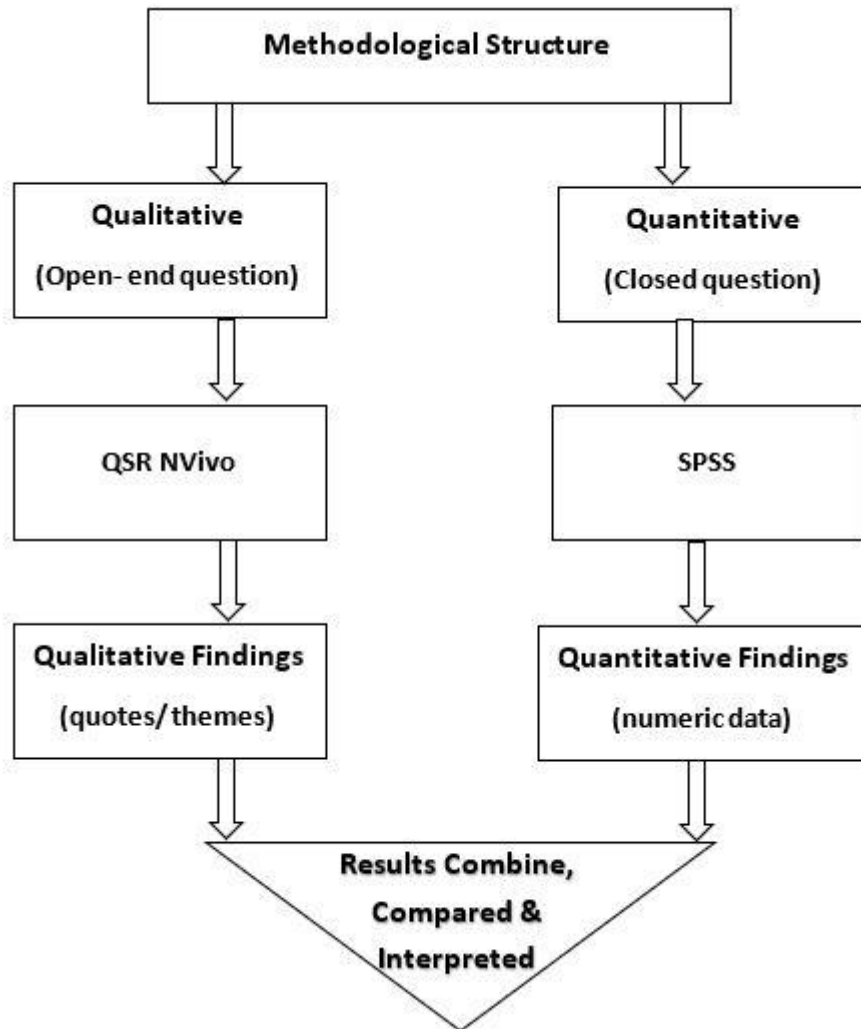 Methodological Structure
Qualitative
(Open- end question)
Quantitative
(Closed question)
QSR NVivo
SPSS
Qualitative Findings
(quotes/ themes)
Quantitative Findings
(numeric data)
Results Combine,
Compared &
Interpreted